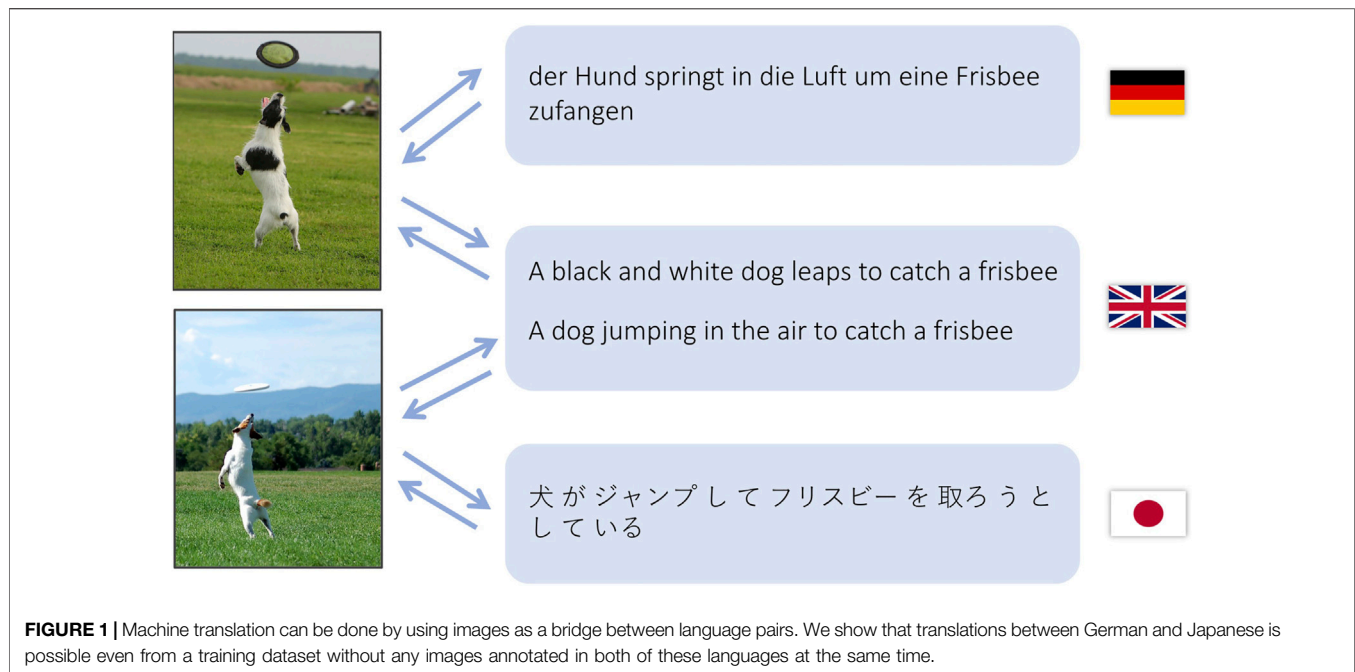 der Hund springt in die Luft um eine Frisbee
zufangen
A black and white dog leaps to catch a frisbee
A dog jumping in the air to catch a frisbee
犬 が ジャンプ し て フリスビー を 取ろ う と
し て いる
FIGURE 1 | Machine translation can be done by using images as a bridge between language pairs. We show that translations between German and Japanese is
possible even from a training dataset without any images annotated in both of these languages at the same time.